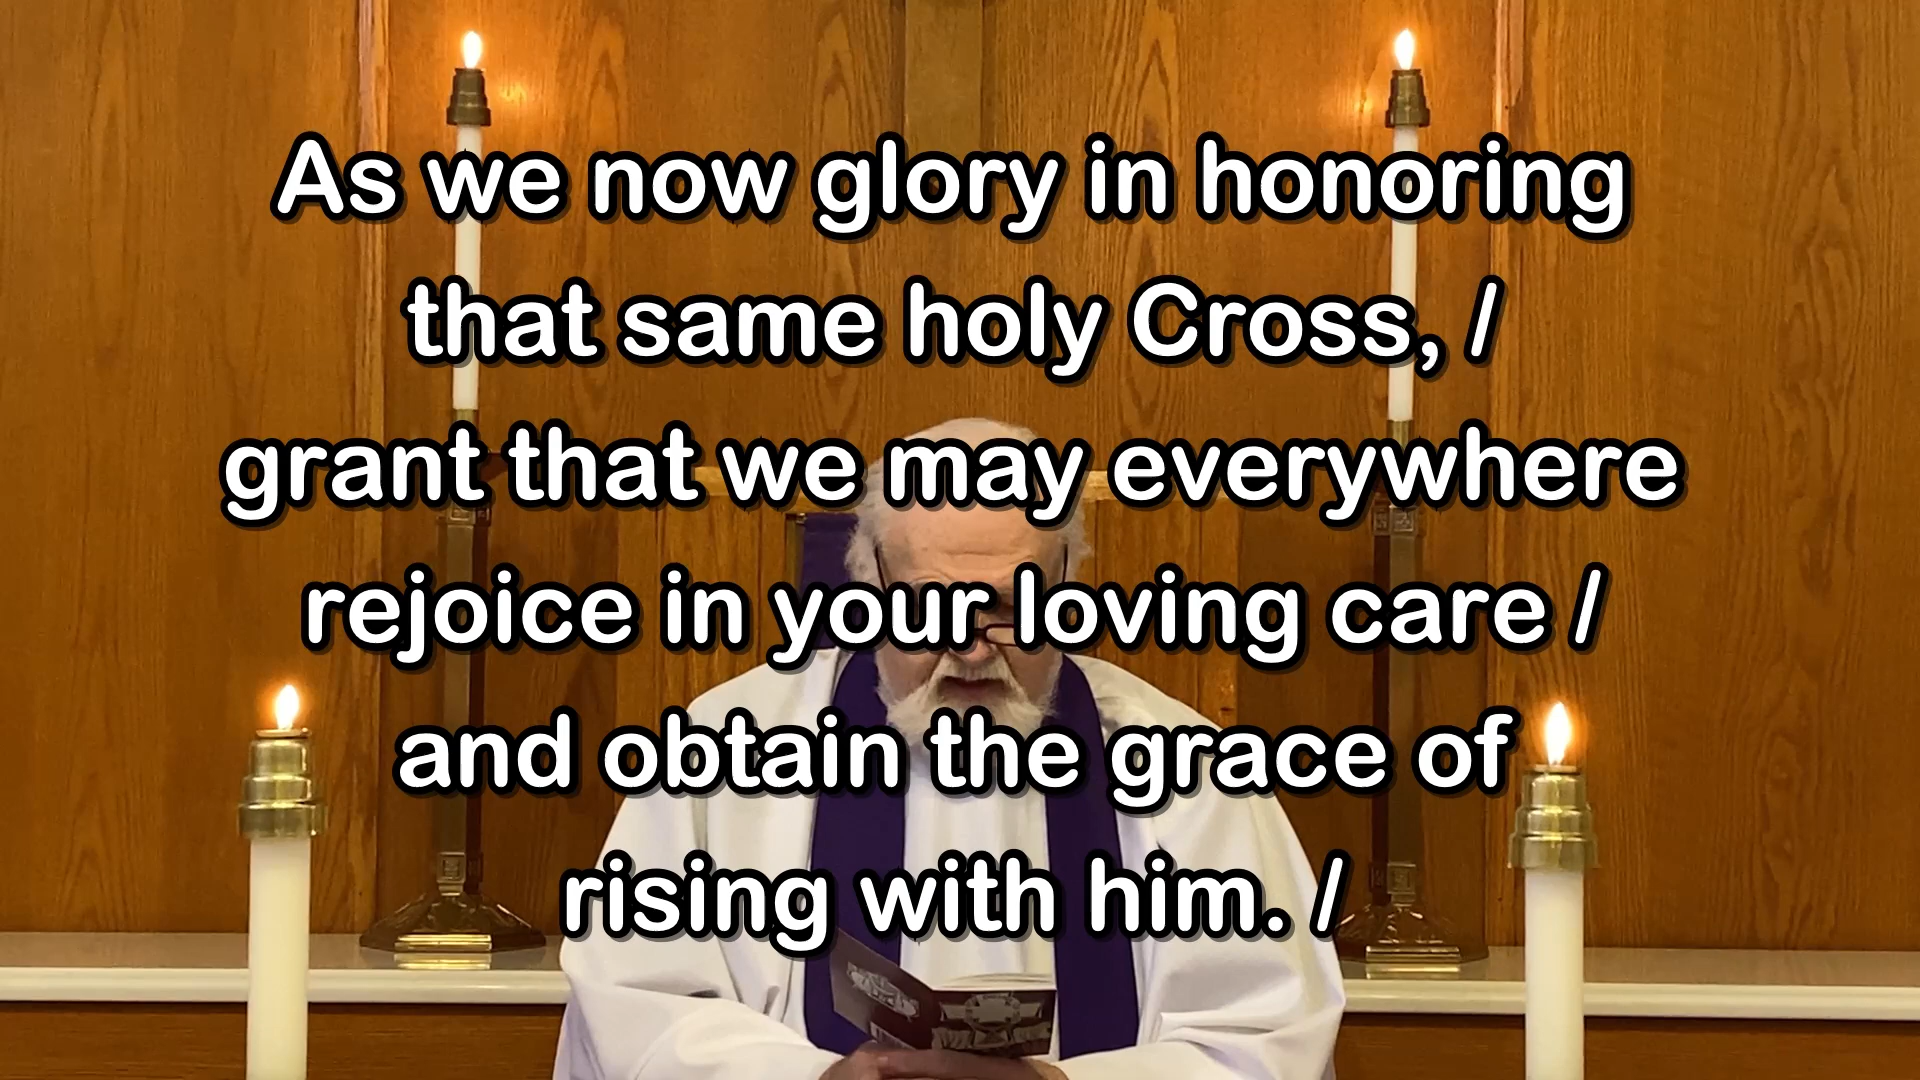 As we now glory in honoring
that same holy Cross, /
grant that we may everywhere
rejoice in your loving care /
and obtain the grace of
rising with him. /